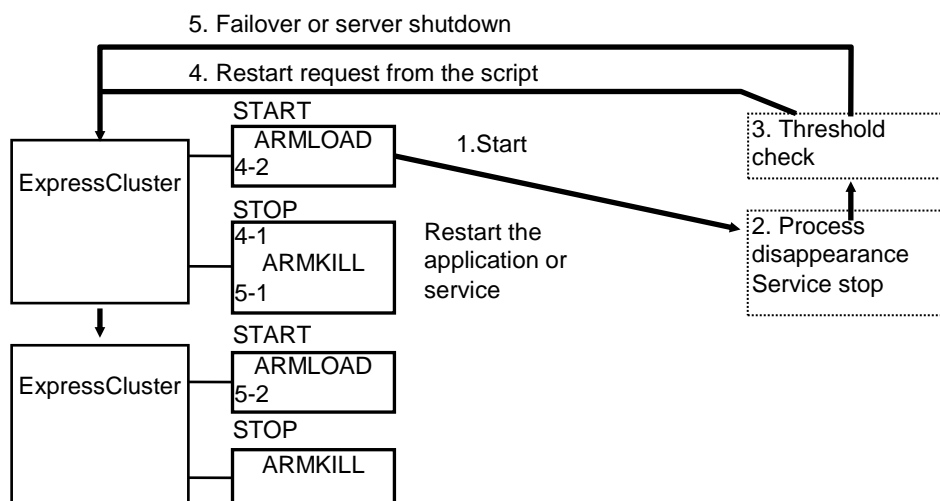 5. Failover or server shutdown
4. Restart request from the script
START
ARMLOAD
4-2
1.Start
3. Threshold
check
ExpressCluster
STOP
4-1
ARMKILL
5-1
Restart the
application or
service
2. Process
disappearance
Service stop
START
ARMLOAD
5-2
ExpressCluster
STOP
ARMKILL